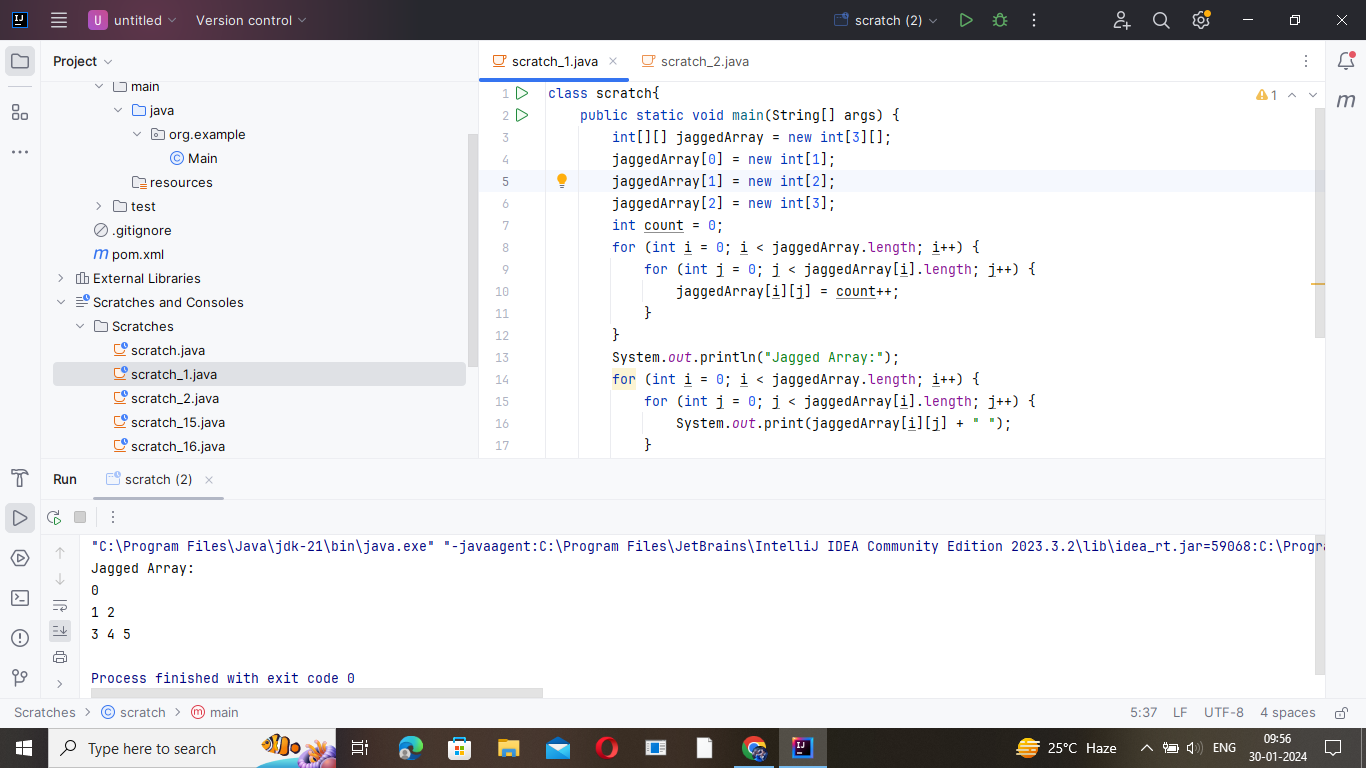 U untitled Version control scratch (2)
Project
scratch_1.java scratch_2.java
main
java
org.example
Main
resources
test
.gitignore
pom.xml
External Libraries
Scratches and Consoles
Scratches
scratch.java
scratch_1.java
scratch_2.java
scratch_15.java
scratch_16.java
1 class scratch{
2 public static void main(String[] args) {
3 int[][] jaggedArray = new int[3][];
4 jaggedArray[0] = new int[1];
5 jaggedArray[1] = new int[2];
6 jaggedArray[2] = new int[3];
7 int count = 0;
8 for (int i = 0; i < jaggedArray.length; i++) {
9 for (int j = 0; j < jaggedArray[i].length; j++) {
10 jaggedArray[i][j] = count++;
11 }
12 }
13 System.out.println("Jagged Array:");
14 for (int i = 0; i < jaggedArray.length; i++) {
15 for (int j = 0; j < jaggedArray[i].length; j++) {
16 System.out.print(jaggedArray[i][j] + " ");
17 }
1
Run scratch (2)
"C:\Program Files\Java\jdk-21\bin\java.exe" "-javaagent:C:\Program Files\JetBrains\IntelliJ IDEA Community Edition 2023.3.2\lib\idea_rt.jar=59068:C:\Progr
Jagged Array:
0
1 2
3 4 5
Process finished with exit code 0
Scratches scratch main 5:37 LF UTF-8 4 spaces
Type here to search 25°C Haze ENG 09:56
30-01-2024